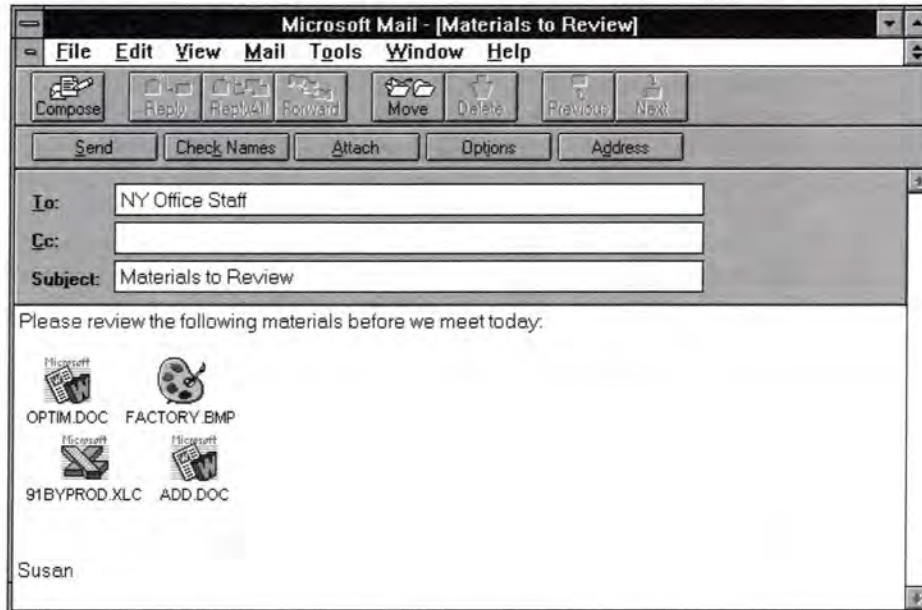 Microsoft Mail - [Materials to Review]
File Edit View Mail Tools Window Help
Compose Reply ReplyAll Forward Move Delete Previous Next
Send Check Names Attach Options Address
To: NY Office Staff
Cc:
Subject: Materials to Review
Please review the following materials before we meet today:
Microsoft
OPTIM.DOC FACTORY.BMP
Microsoft Microsoft
91BYPROD.XLC ADD.DOC
Susan